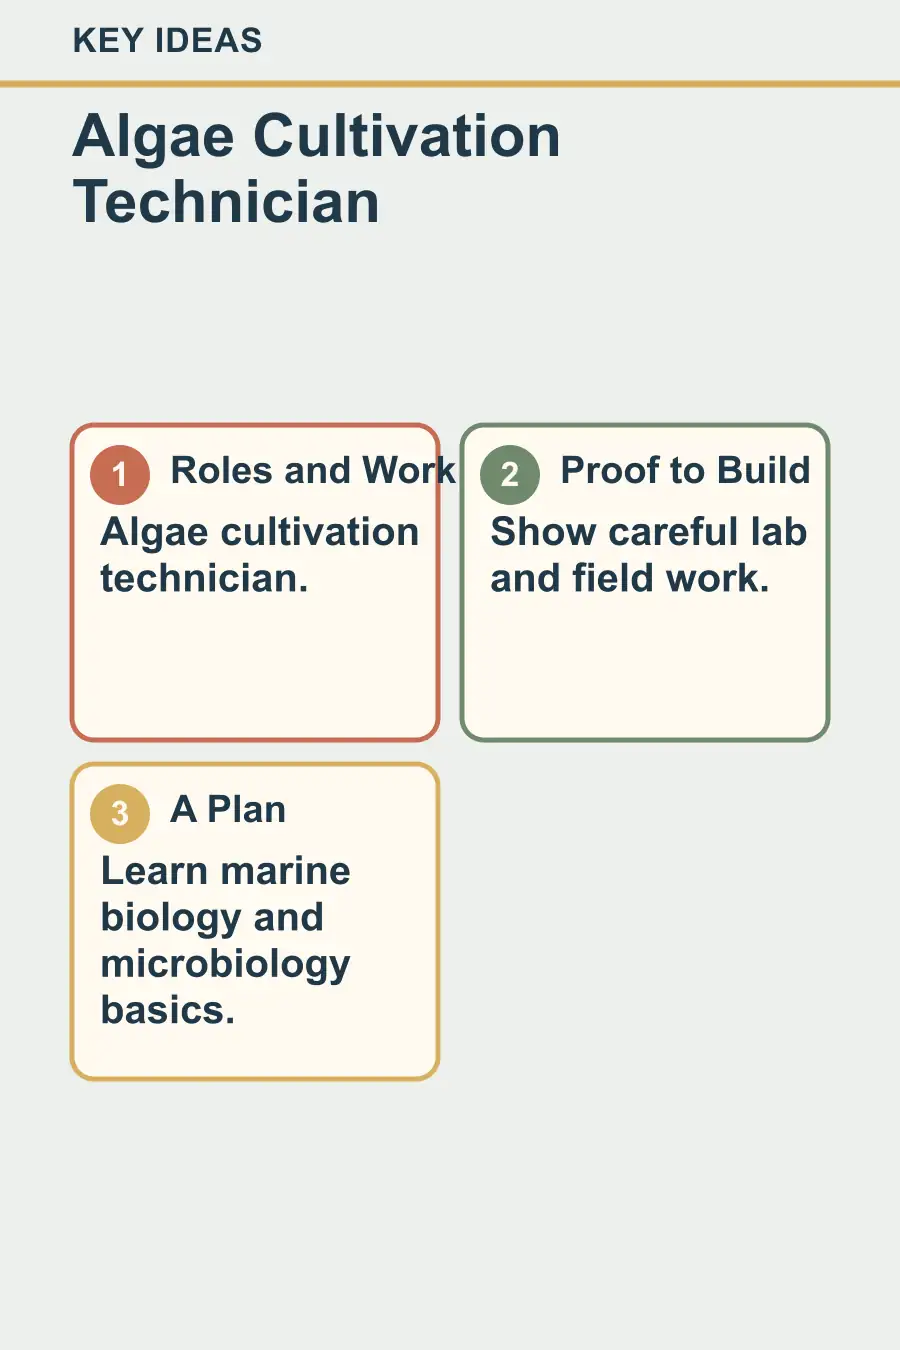 KEY IDEAS
Algae Cultivation
Technician
1 Roles and Work
Algae cultivation
technician.
2 Proof to Build
Show careful lab
and field work.
3 A Plan
Learn marine
biology and
microbiology
basics.